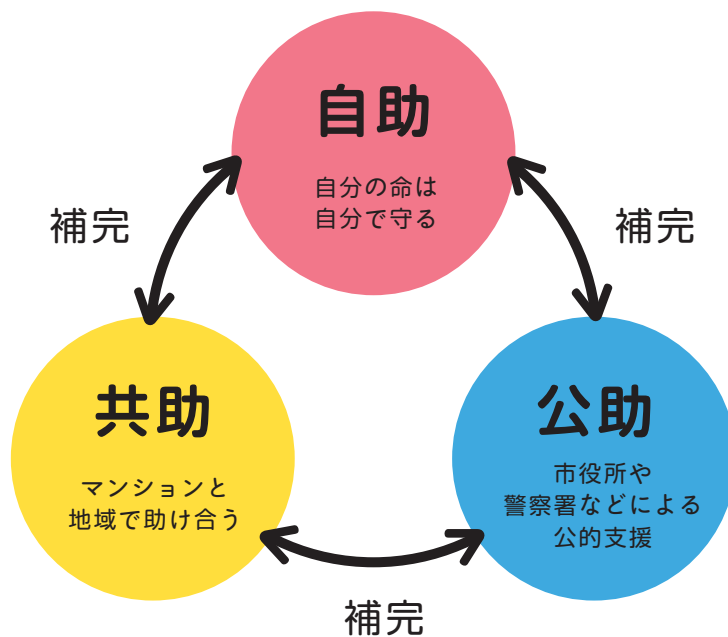 自助
自分の命は
自分で守る
補完
補完
共助
マンションと
地域で助け合う
公助
市役所や
警察署などによる
公的支援
補完